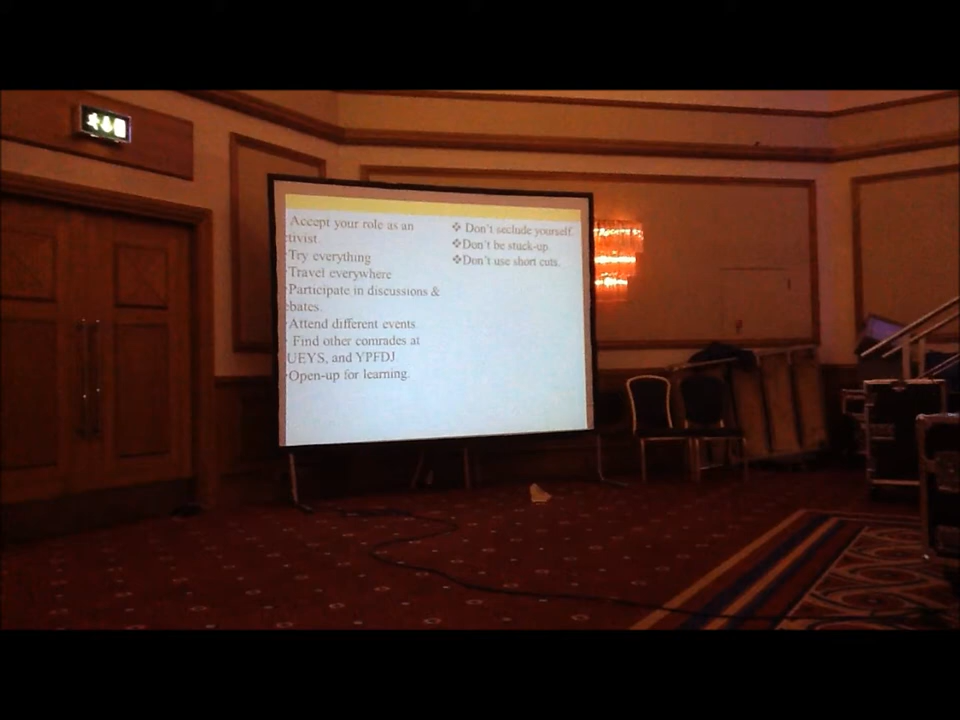 Accept your role as an
ctivist
Try everything
Travel everywhere
Participate in discussions &
bates.
Attend different events
Find other comrades at
UEYS, and YPFDJ
Open-up for learning.
❖ Don't seclude yourself.
❖Don't be stuck-up.
❖Don't use short cuts.